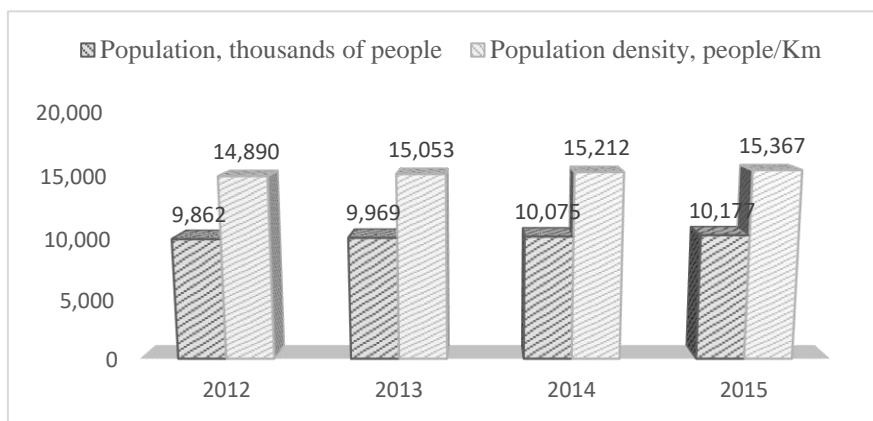 Population, thousands of people Population density, people/Km
20,000
15,000
10,000
5,000
0
14,890 15,053 15,212 15,367
9,862 9,969 10,075 10,177
2012 2013 2014 2015